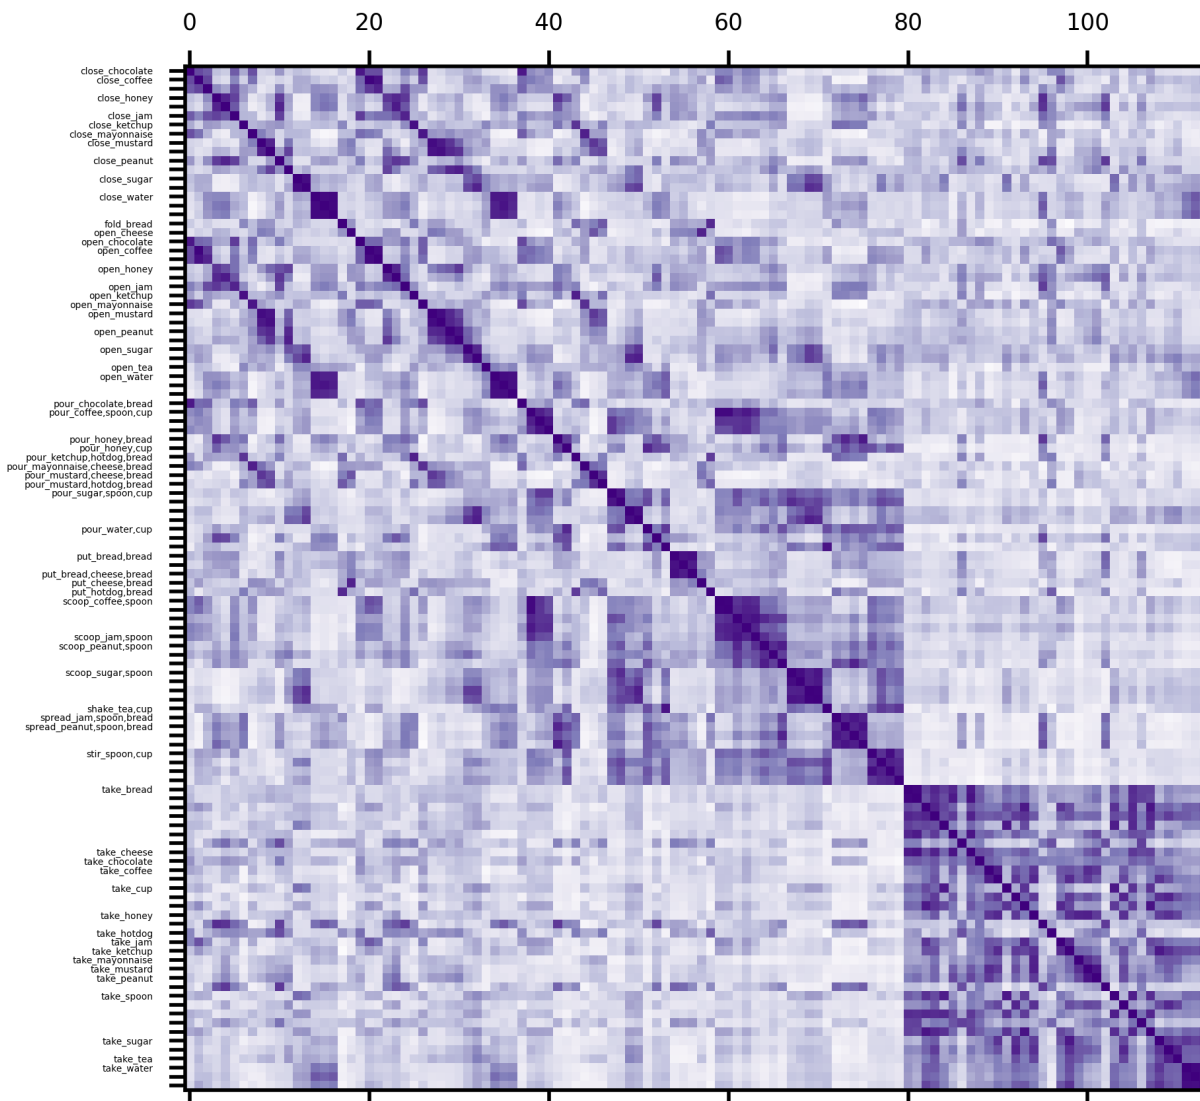 0 20 40 60 80 100
close_chocolate
close_coffee
close_honey
close_jam
close_ketchup
close_mayonnaise
close_mustard
close_peanut
close_sugar
close_water
fold_bread
open_cheese
open_chocolate
open_coffee
open_honey
open_jam
open_ketchup
open_mayonnaise
open_mustard
open_peanut
open_sugar
open_tea
open_water
pour_chocolate,bread
pour_coffee,spoon,cup
pour_honey,bread
pour_honey,cup
pour_ketchup,hotdog,bread
pour_mayonnaise,cheese,bread
pour_mustard,cheese,bread
pour_mustard,hotdog,bread
pour_sugar,spoon,cup
pour_water,cup
put_bread,bread
put_bread,cheese,bread
put_cheese,bread
put_hotdog,bread
scoop_coffee,spoon
scoop_jam,spoon
scoop_peanut,spoon
scoop_sugar,spoon
shake_tea,cup
spread_jam,spoon,bread
spread_peanut,spoon,bread
stir_spoon,cup
take_bread
take_cheese
take_chocolate
take_coffee
take_cup
take_honey
take_hotdog
take_jam
take_ketchup
take_mayonnaise
take_mustard
take_peanut
take_spoon
take_sugar
take_tea
take_water